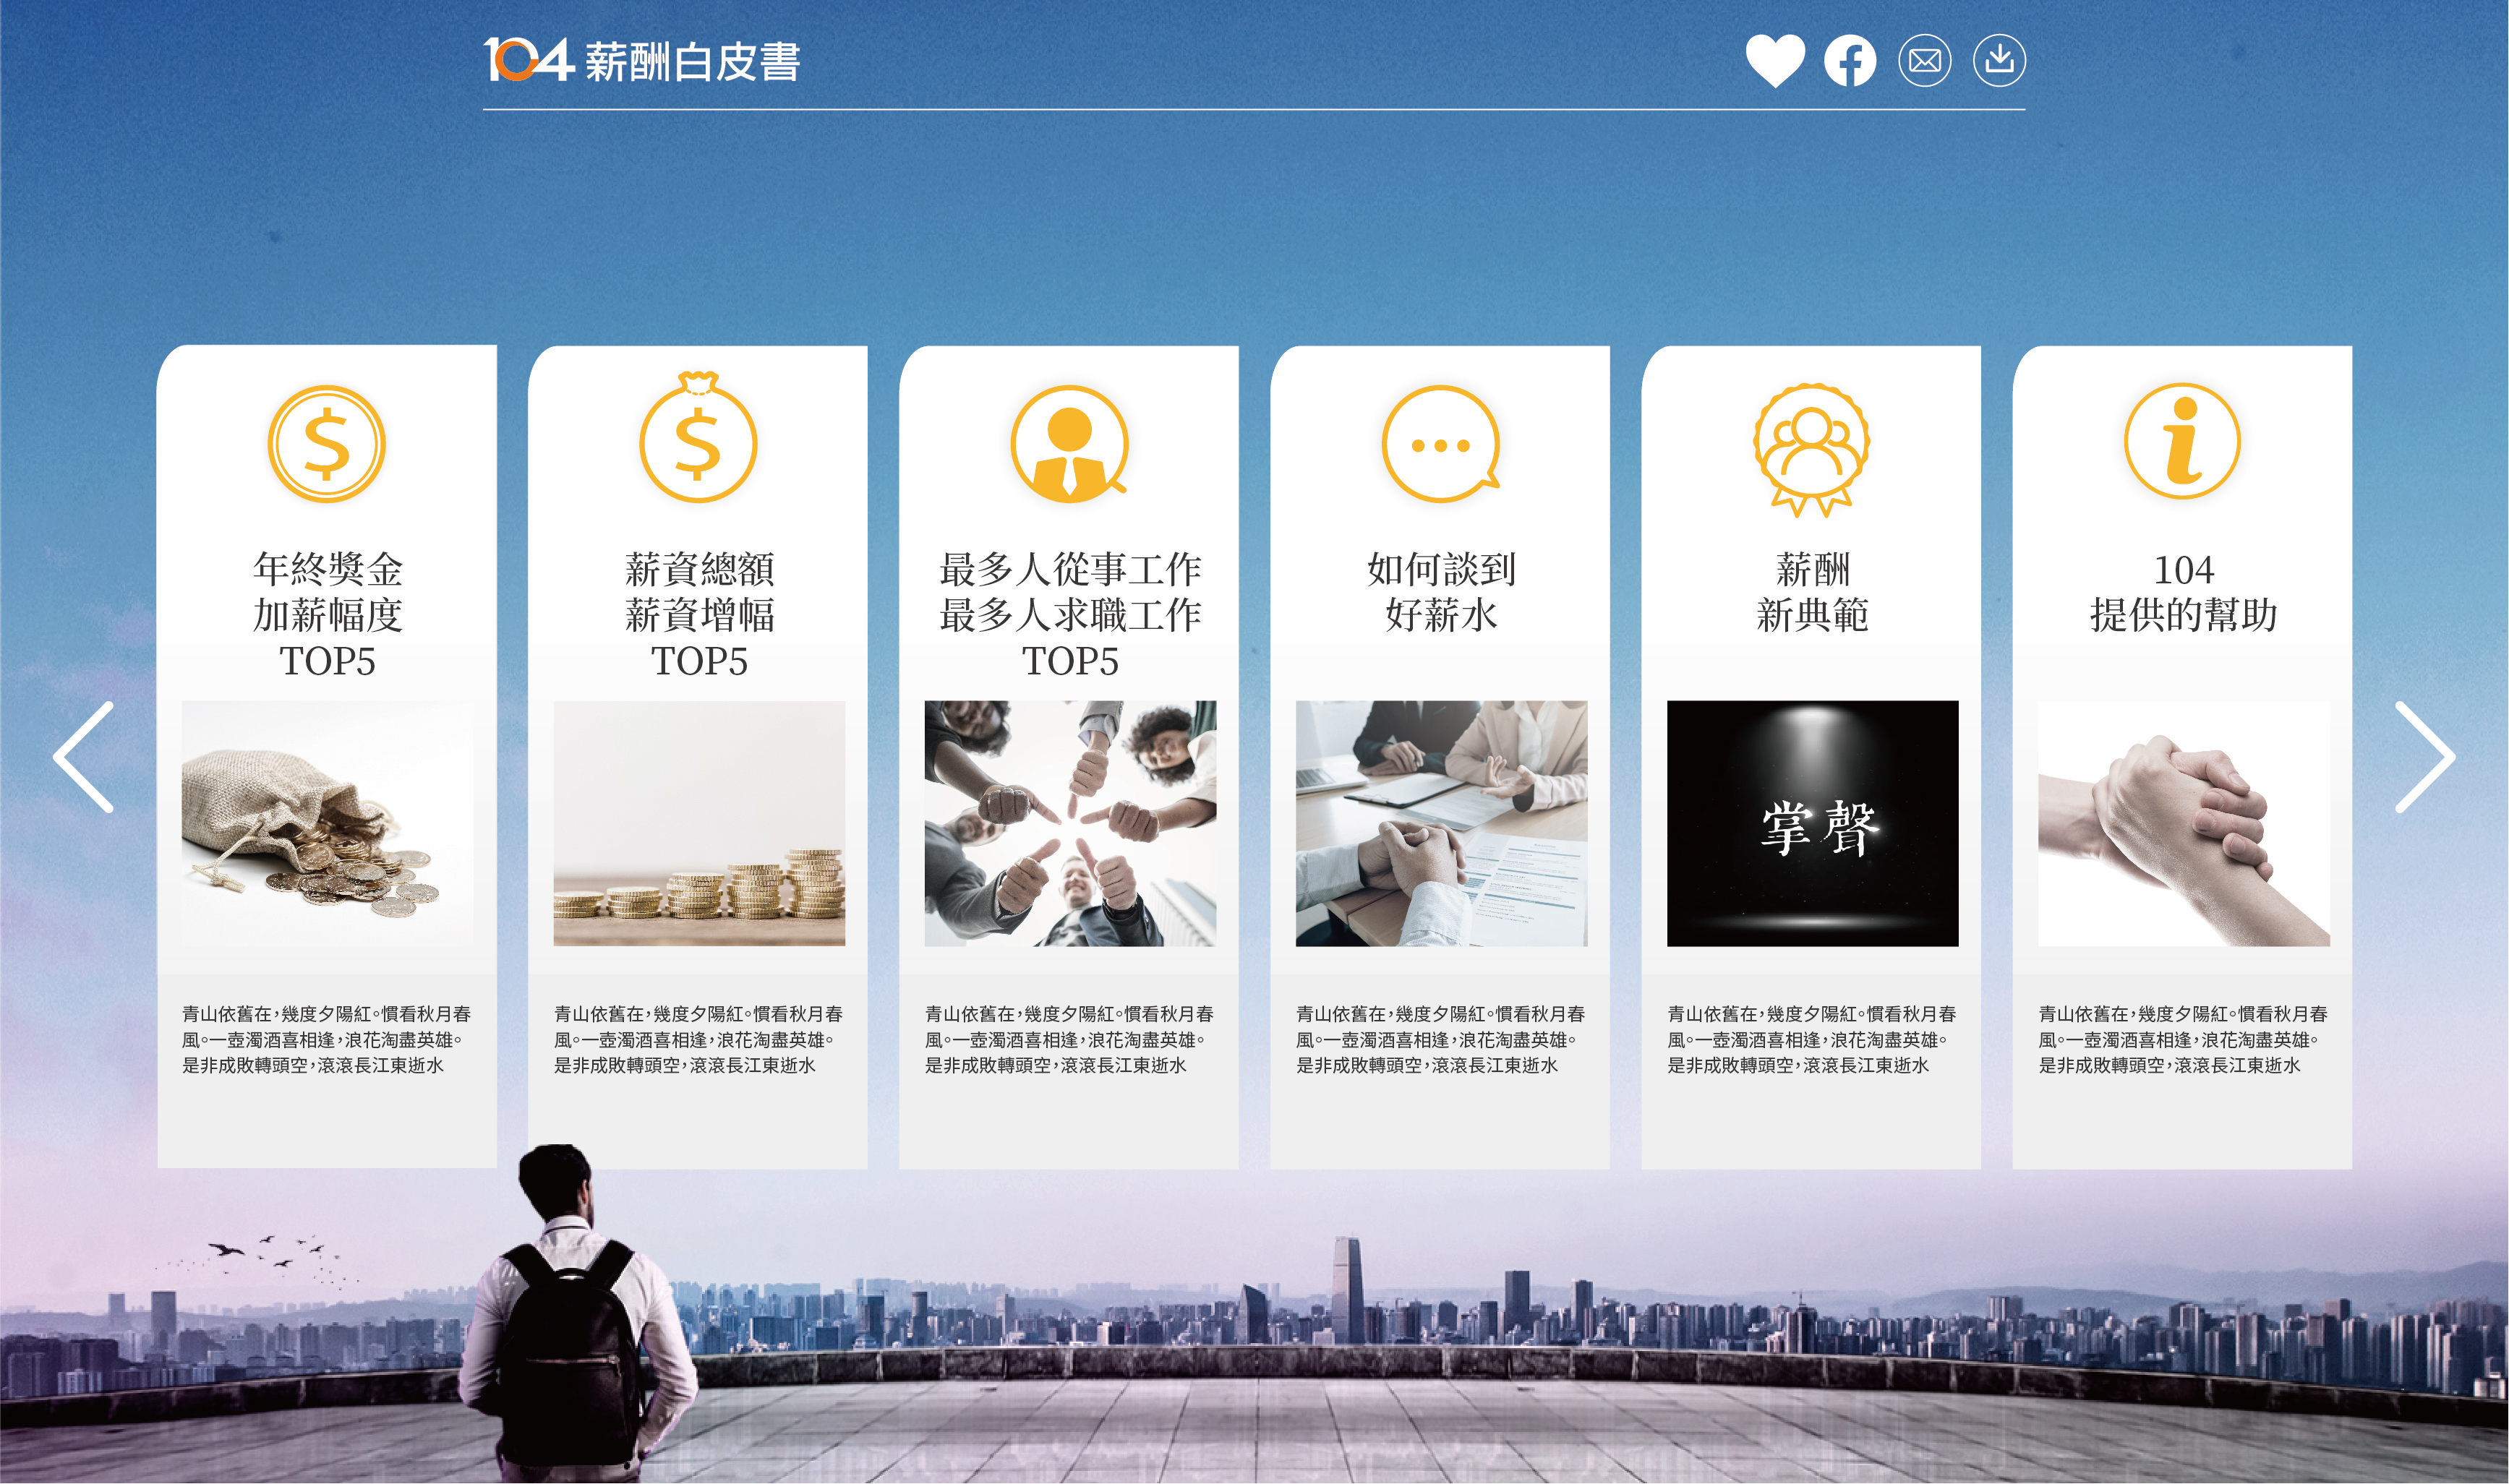 104 薪酬白皮書
年終獎金
加薪幅度
TOP5
青山依舊在，幾度夕陽紅。慣看秋月春
風。一壺濁酒喜相逢，浪花淘盡英雄。
是非成敗轉頭空，滾滾長江東逝水
薪資總額
薪資增幅
TOP5
青山依舊在，幾度夕陽紅。慣看秋月春
風。一壺濁酒喜相逢，浪花淘盡英雄。
是非成敗轉頭空，滾滾長江東逝水
最多人從事工作
最多人求職工作
TOP5
青山依舊在，幾度夕陽紅。慣看秋月春
風。一壺濁酒喜相逢，浪花淘盡英雄。
是非成敗轉頭空，滾滾長江東逝水
如何談到
好薪水
青山依舊在，幾度夕陽紅。慣看秋月春
風。一壺濁酒喜相逢，浪花淘盡英雄。
是非成敗轉頭空，滾滾長江東逝水
薪酬
新典範
掌聲
青山依舊在，幾度夕陽紅。慣看秋月春
風。一壺濁酒喜相逢，浪花淘盡英雄。
是非成敗轉頭空，滾滾長江東逝水
104
提供的幫助
青山依舊在，幾度夕陽紅。慣看秋月春
風。一壺濁酒喜相逢，浪花淘盡英雄。
是非成敗轉頭空，滾滾長江東逝水